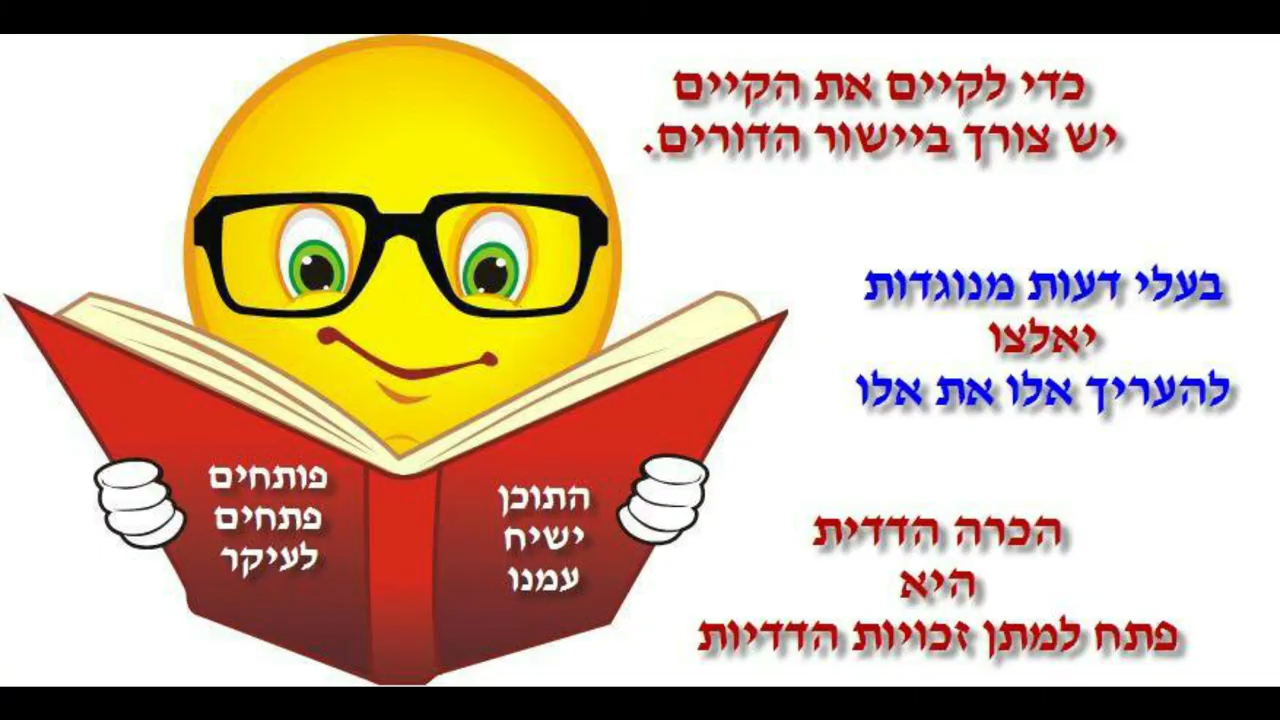 כדי לקיים את הקיים
יש צורך ביישור הדורים.
בעלי דעות מנוגדות
יאלצו
להעריך אלו את אלו
הכרה הדדית
היא
פתח למתן זכויות הדדיות
התוכן
ישיח
עמנו
פותחים
פתחים
לעיקר